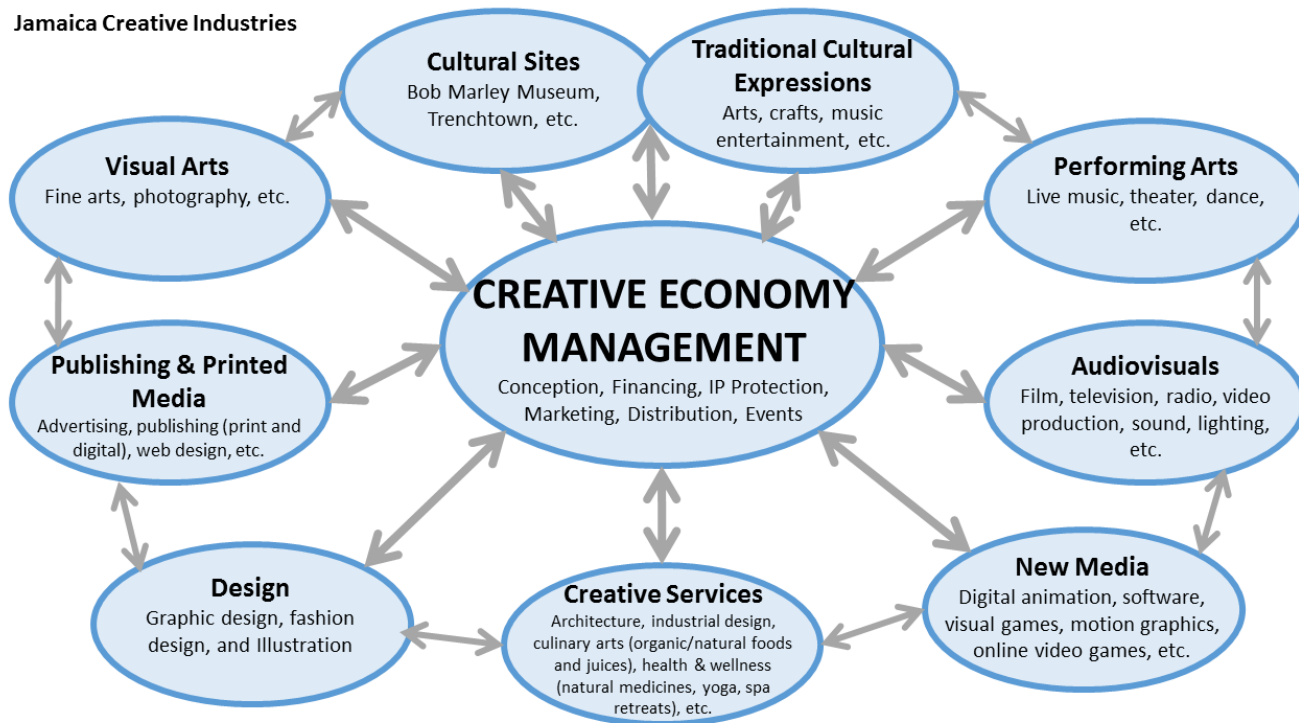 Jamaica Creative Industries
Cultural Sites
Bob Marley Museum,
Trenchtown, etc.
Traditional Cultural
Expressions
Arts, crafts, music
entertainment, etc.
Visual Arts
Fine arts, photography, etc.
Performing Arts
Live music, theater, dance,
etc.
CREATIVE ECONOMY
MANAGEMENT
Conception, Financing, IP Protection,
Marketing, Distribution, Events
Publishing & Printed
Media
Advertising, publishing (print and
digital), web design, etc.
Audiovisuals
Film, television, radio, video
production, sound, lighting,
etc.
Design
Graphic design, fashion
design, and Illustration
Creative Services
Architecture, industrial design,
culinary arts (organic/natural foods
and juices), health & wellness
(natural medicines, yoga, spa
retreats), etc.
New Media
Digital animation, software,
visual games, motion graphics,
online video games, etc.